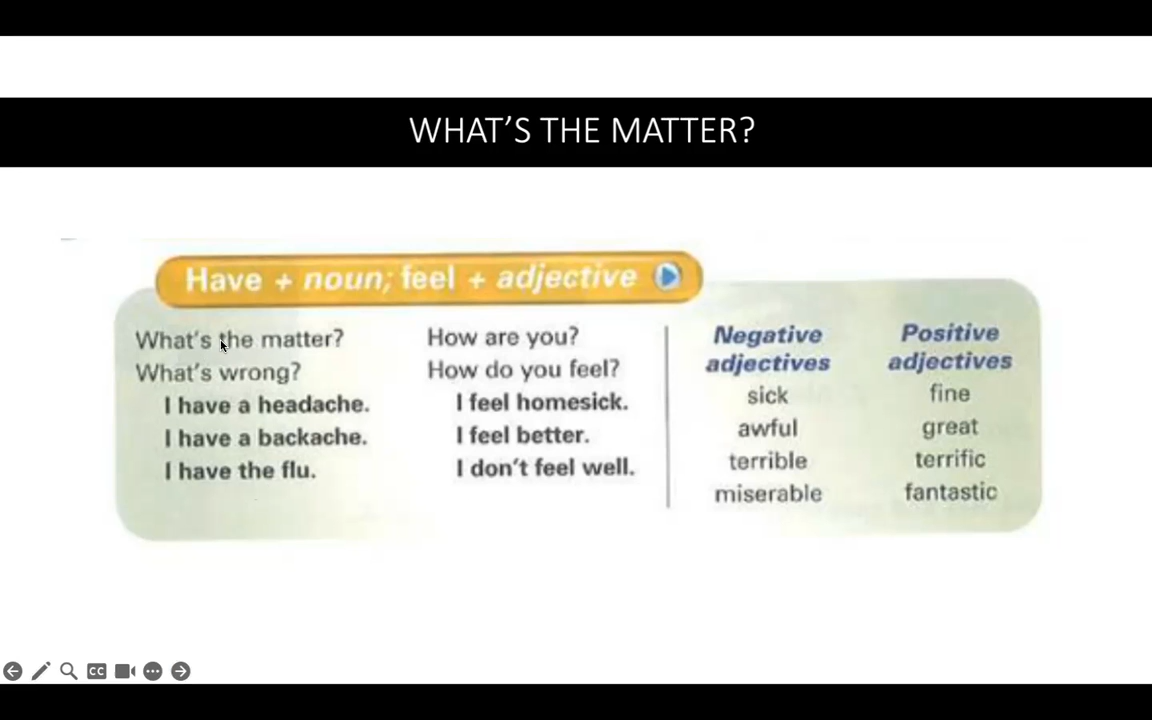 WHAT'S THE MATTER?
Have + noun; feel + adjective
What's the matter?
What's wrong?
I have a headache.
I have a backache.
I have the flu.
How are you?
How do you feel?
I feel homesick.
I feel better.
I don't feel well.
Negative
adjectives
sick
awful
terrible
miserable
Positive
adjectives
fine
great
terrific
fantastic
CC